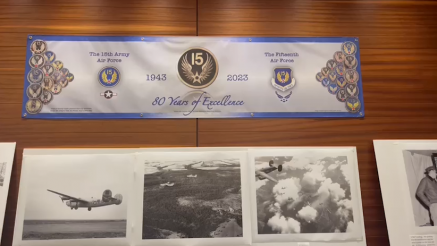 The 15th Army
Air Force
1943
15
2023
The Fifteenth
Air Force
80 Years of Excellence